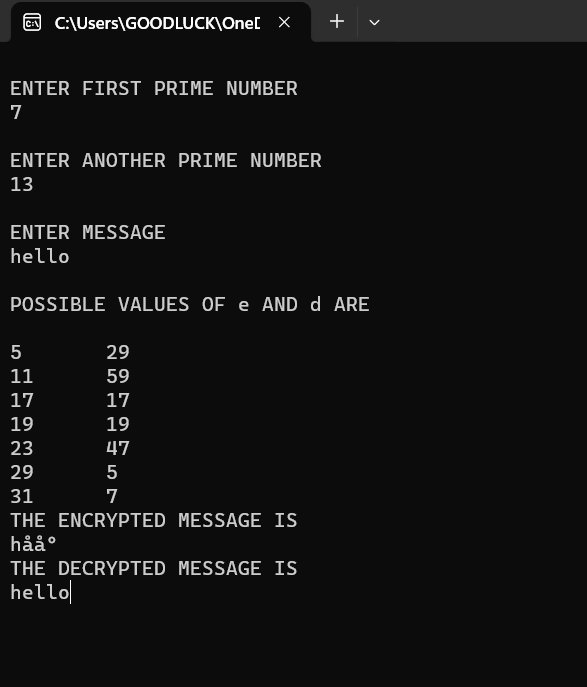 C:\Users\GOODLUCK\OneD
ENTER FIRST PRIME NUMBER
7
ENTER ANOTHER PRIME NUMBER
13
ENTER MESSAGE
hello
POSSIBLE VALUES OF e AND d ARE
5 29
11 59
17 17
19 19
23 47
29 5
31 7
THE ENCRYPTED MESSAGE IS
håå°
THE DECRYPTED MESSAGE IS
hello